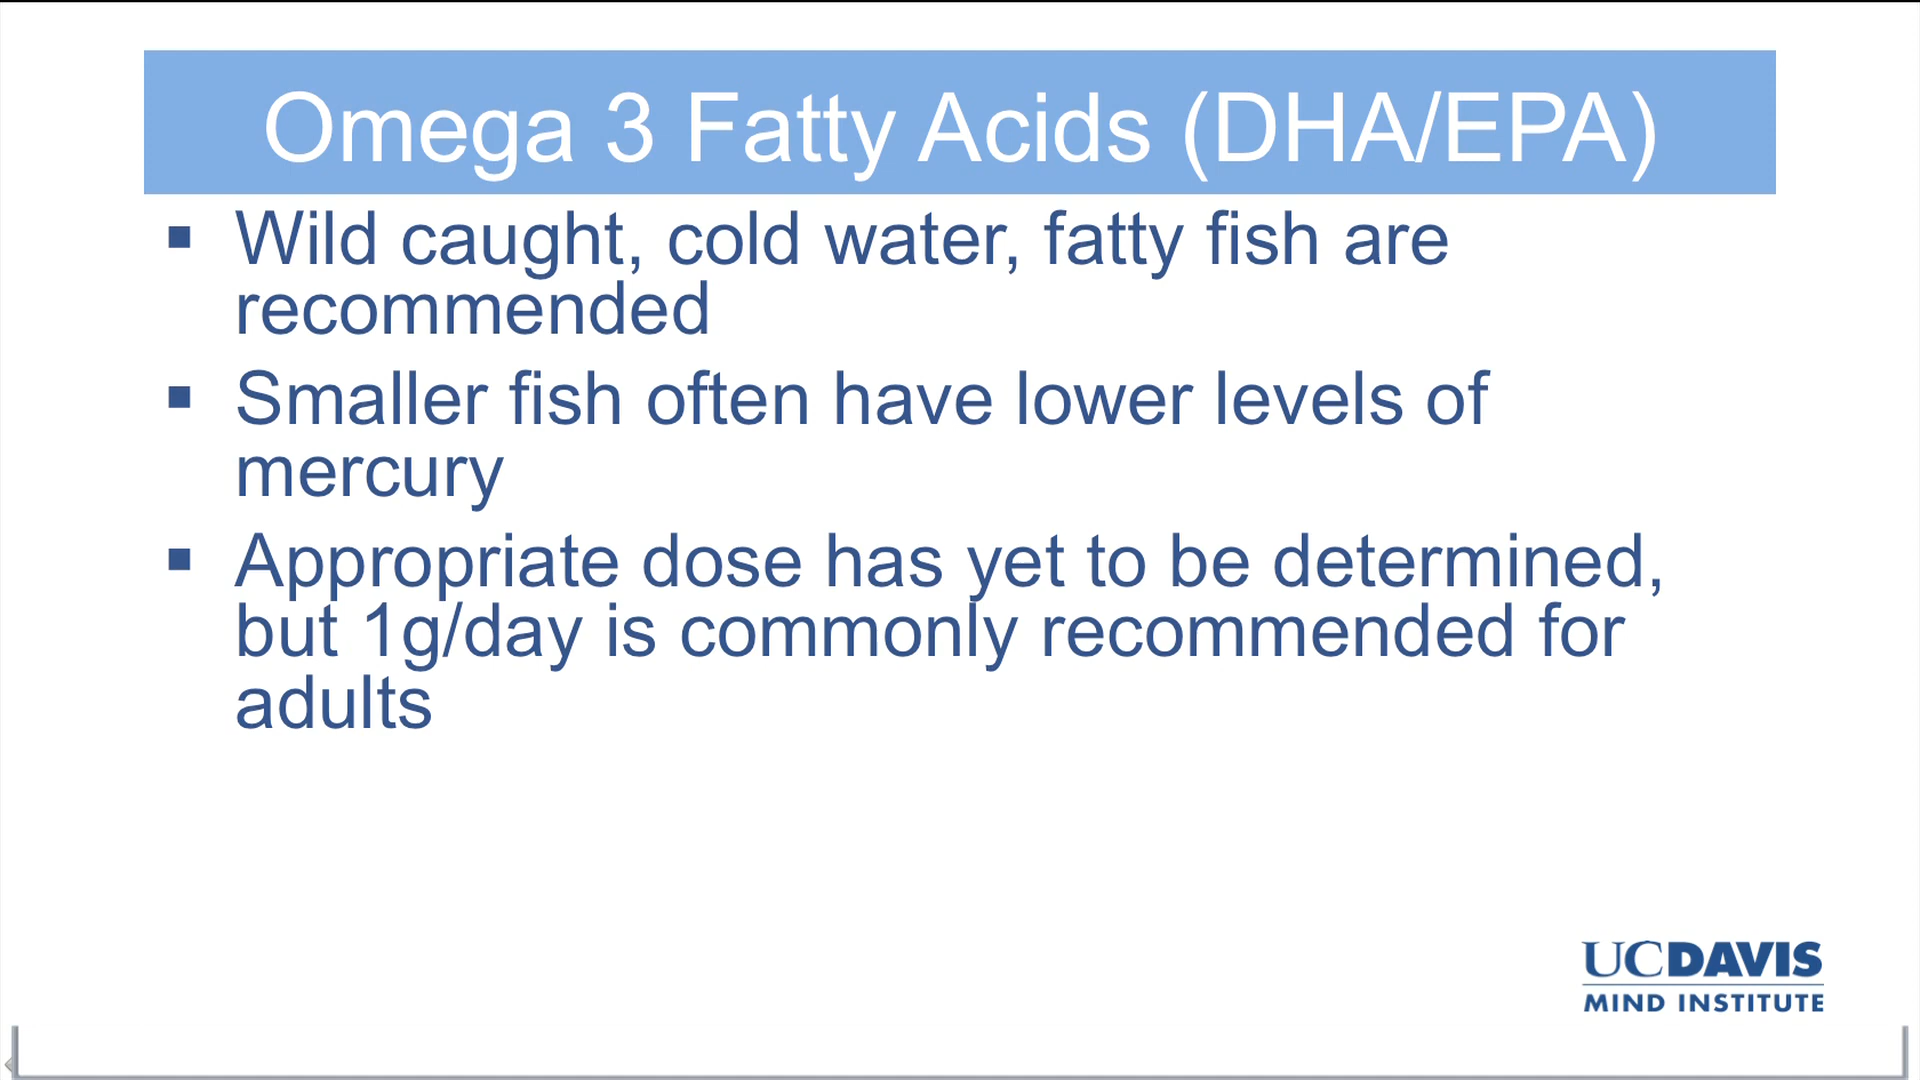 Omega 3 Fatty Acids (DHA/EPA)
▪ Wild caught, cold water, fatty fish are
recommended
▪ Smaller fish often have lower levels of
mercury
▪ Appropriate dose has yet to be determined,
but 1g/day is commonly recommended for
adults
UCDAVIS
MIND INSTITUTE